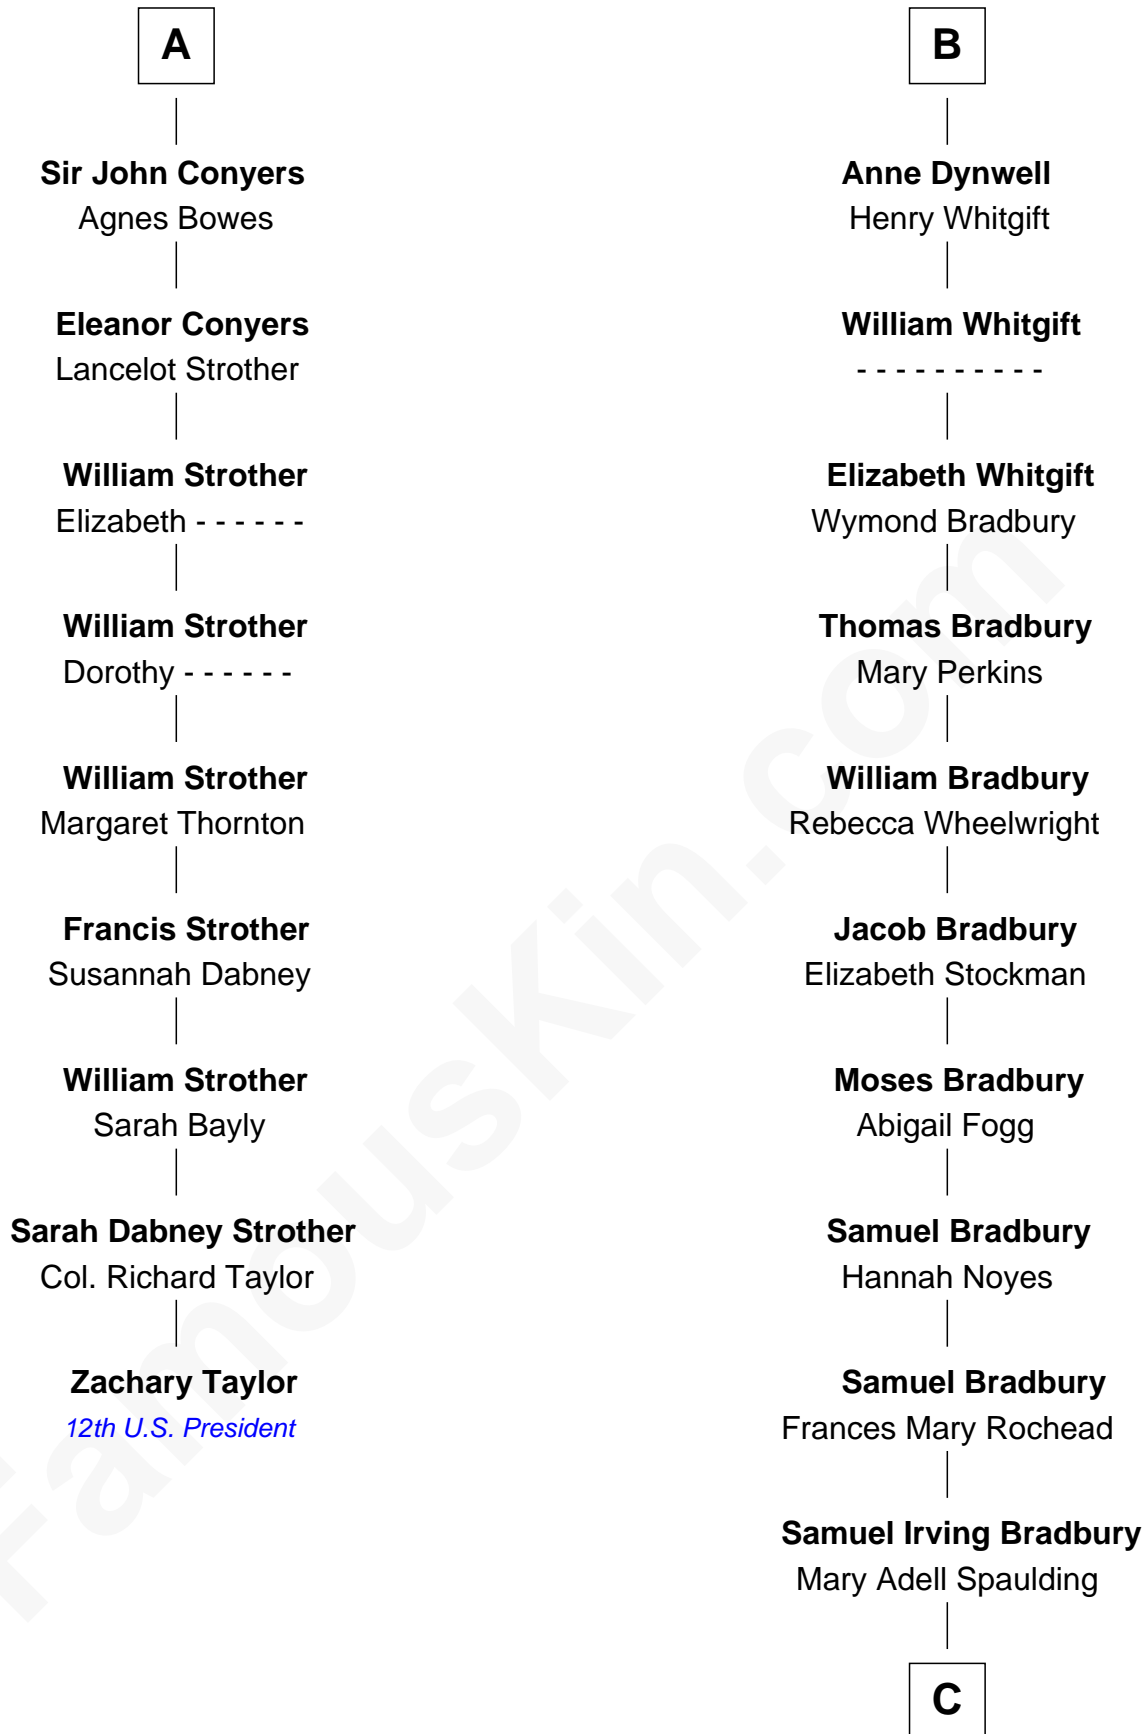 A
Sir John Conyers
Agnes Bowes
Eleanor Conyers
Lancelot Strother
William Strother
Elizabeth - - - - - -
William Strother
Dorothy - - - - - -
William Strother
Margaret Thornton
Francis Strother
Susannah Dabney
William Strother
Sarah Bayly
Sarah Dabney Strother
Col. Richard Taylor
Zachary Taylor
12th U.S. President
B
Anne Dynwell
Henry Whitgift
William Whitgift
- - - - - - - - - -
Elizabeth Whitgift
Wymond Bradbury
Thomas Bradbury
Mary Perkins
William Bradbury
Rebecca Wheelwright
Jacob Bradbury
Elizabeth Stockman
Moses Bradbury
Abigail Fogg
Samuel Bradbury
Hannah Noyes
Samuel Bradbury
Frances Mary Rochead
Samuel Irving Bradbury
Mary Adell Spaulding
C
FamousKin.com